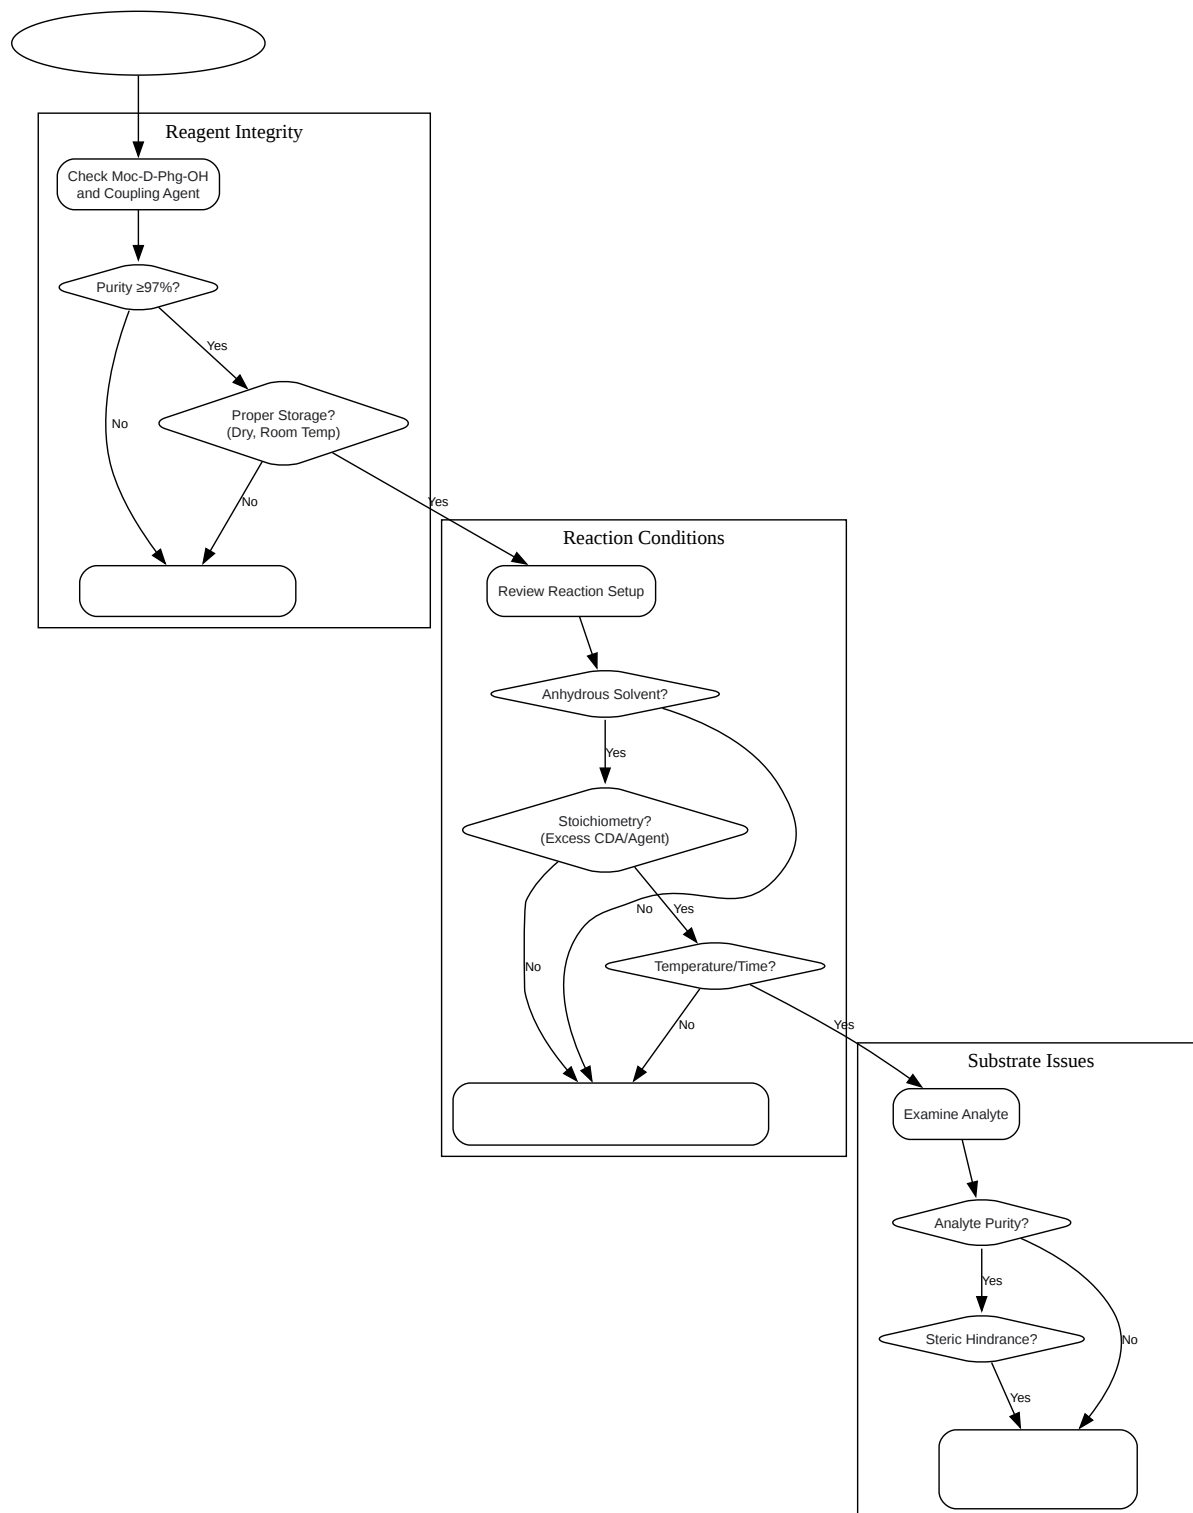 Reagent Integrity
Check Moc-D-Phg-OH
and Coupling Agent
Purity ≥97%?
Yes
No
Proper Storage?
(Dry, Room Temp)
No
Yes
Reaction Conditions
Review Reaction Setup
Anhydrous Solvent?
Yes
Stoichiometry?
(Excess CDA/Agent)
No
Yes
No
Temperature/Time?
No
Yes
Substrate Issues
Examine Analyte
Analyte Purity?
Yes
Steric Hindrance?
No
Yes